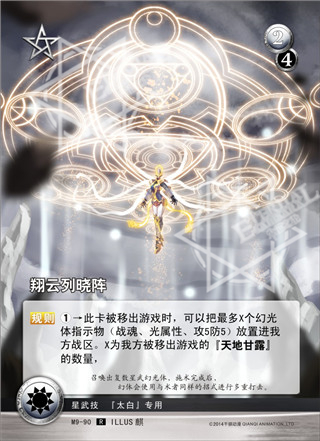 2
4
翔云列晓阵
规则 1→此卡被移出游戏时，可以把最多X个幻光
体指示物（战魂、光属性、攻5防5）放置进我
方战区。X为我方被移出游戏的『天地甘露』
的数量，
召唤出复数星式幻光体，施术完成后，
幻体会使用与术者同样的招式进行多重打击。
星武技 『太白』专用
M9-90 R ILLUS 麒
©2014千骐动漫 QIANQI ANIMATION, LTD.